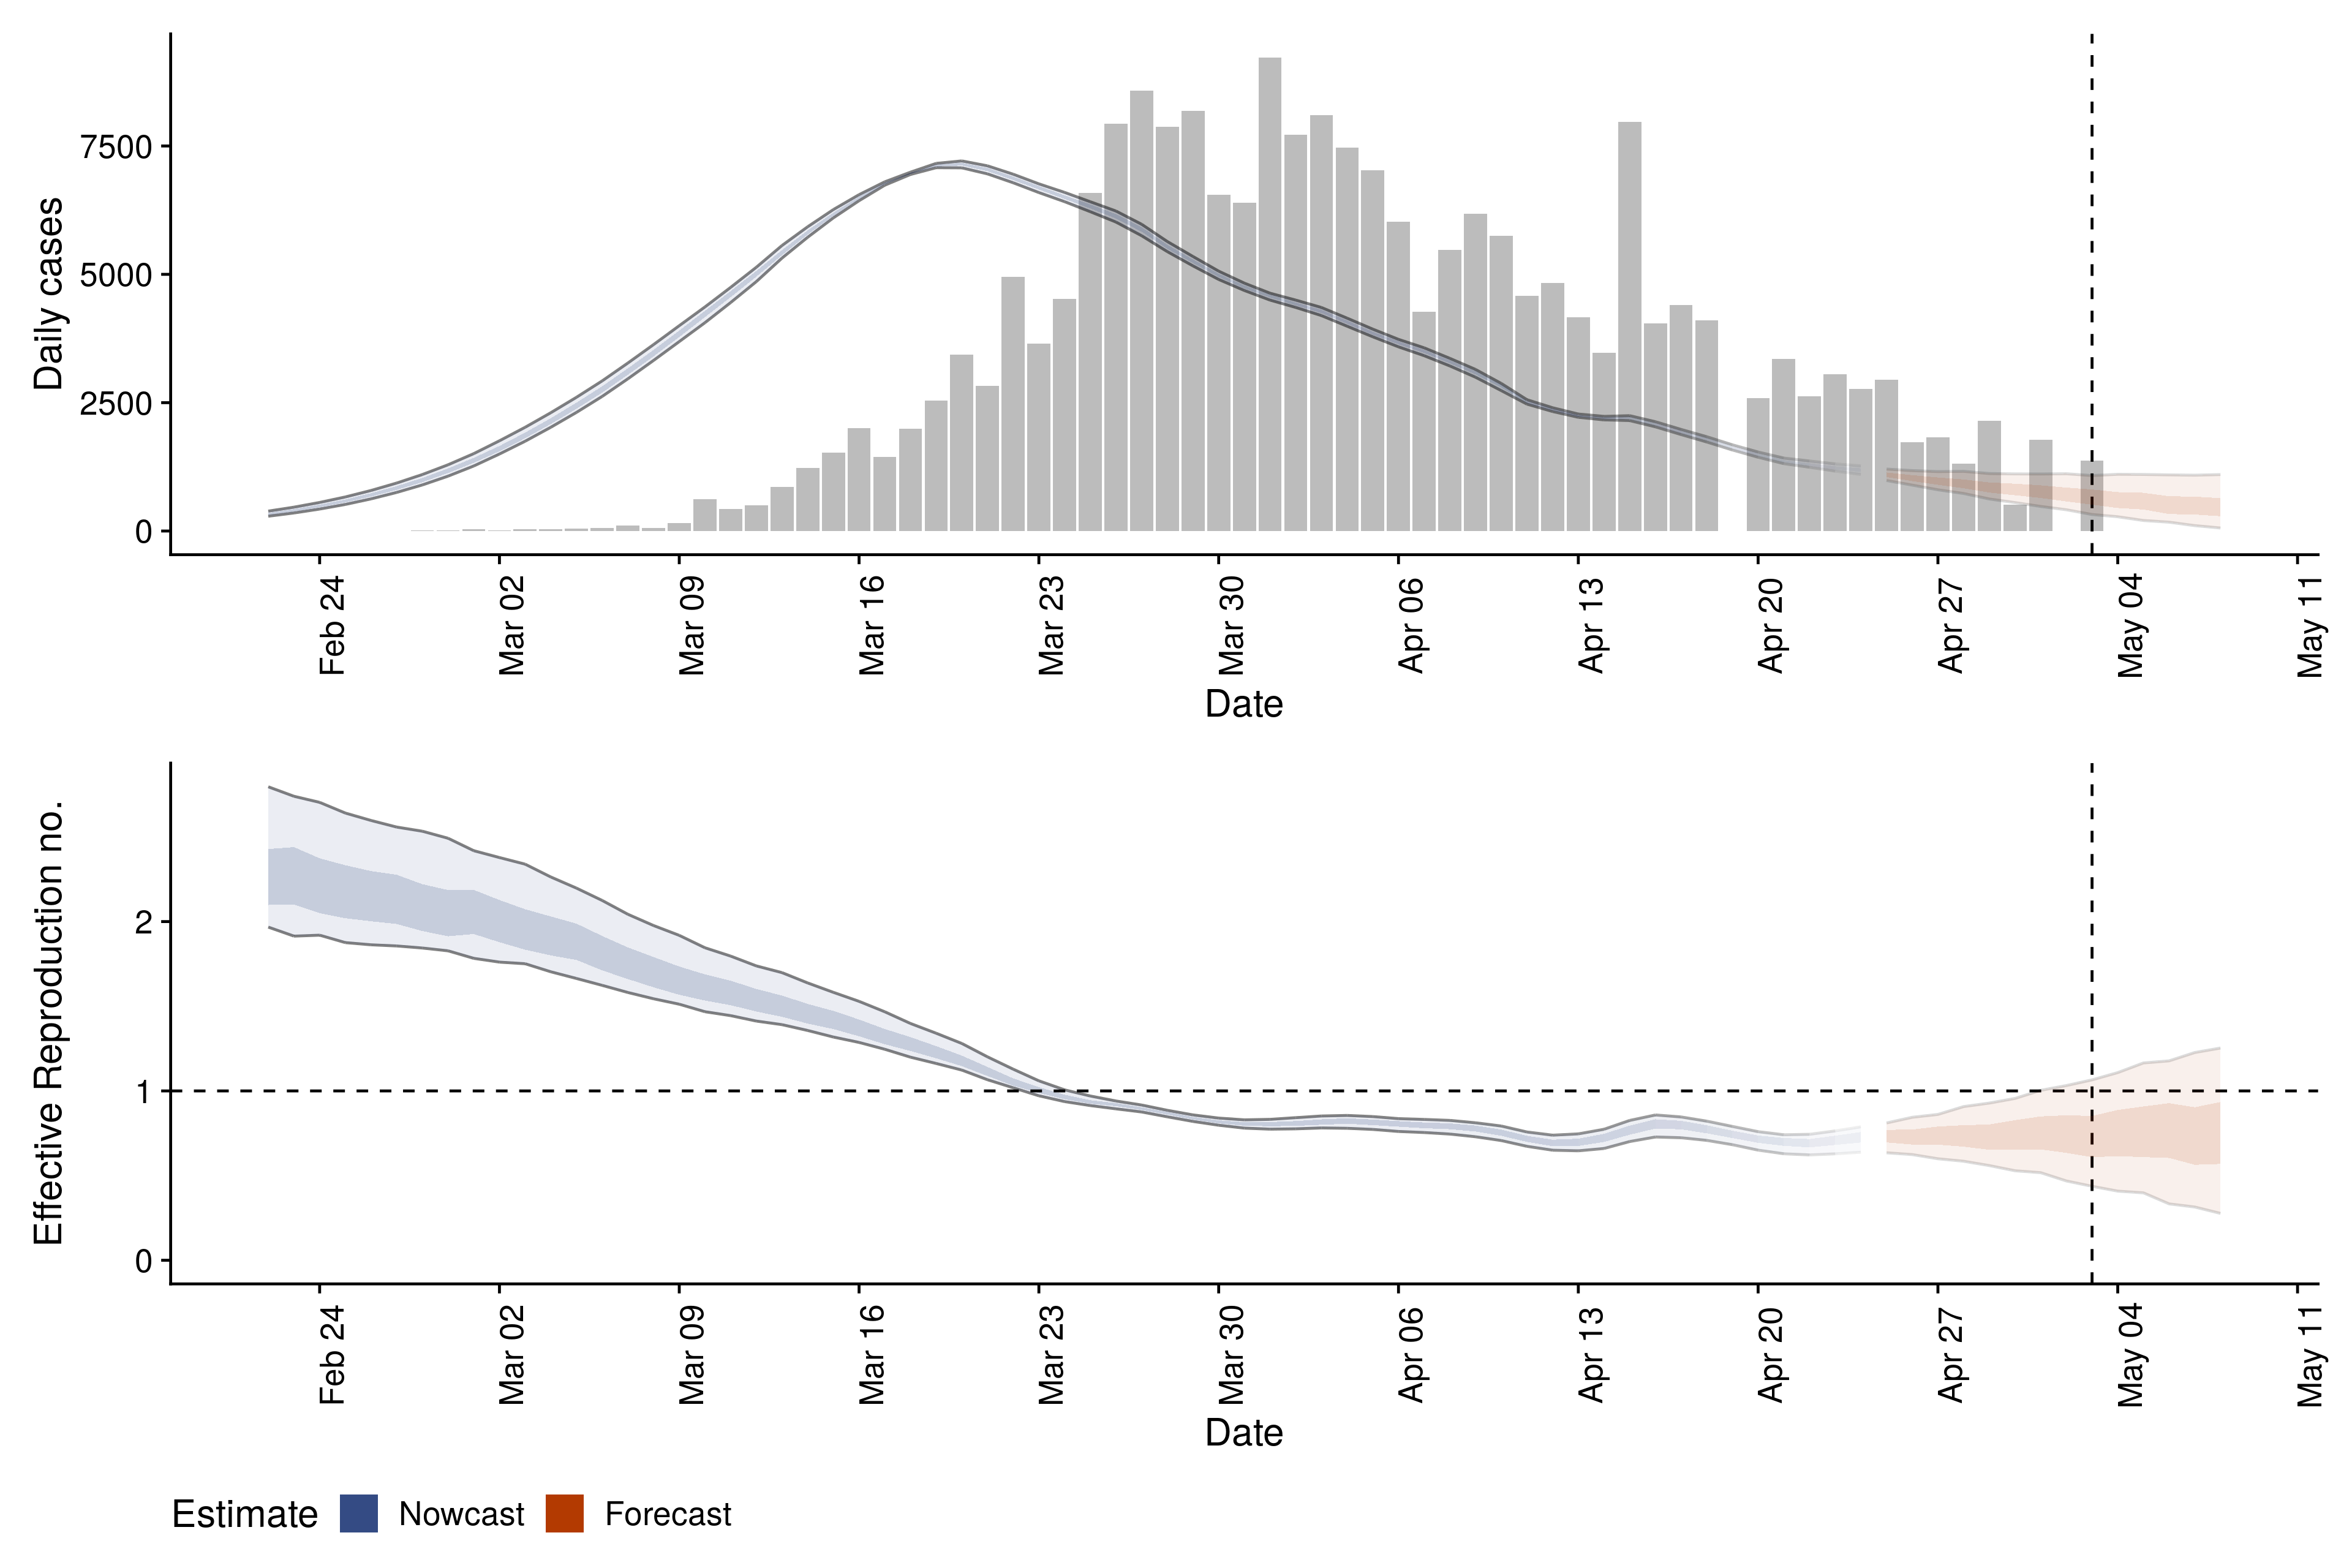 Daily cases
7500
5000
2500
0
Feb 24
Mar 02
Mar 09
Mar 16
Mar 23
Mar 30
Apr 06
Apr 13
Apr 20
Apr 27
May 04
May 11
Date
Effective Reproduction no.
2
1
0
Feb 24
Mar 02
Mar 09
Mar 16
Mar 23
Mar 30
Apr 06
Apr 13
Apr 20
Apr 27
May 04
May 11
Date
Estimate Nowcast Forecast